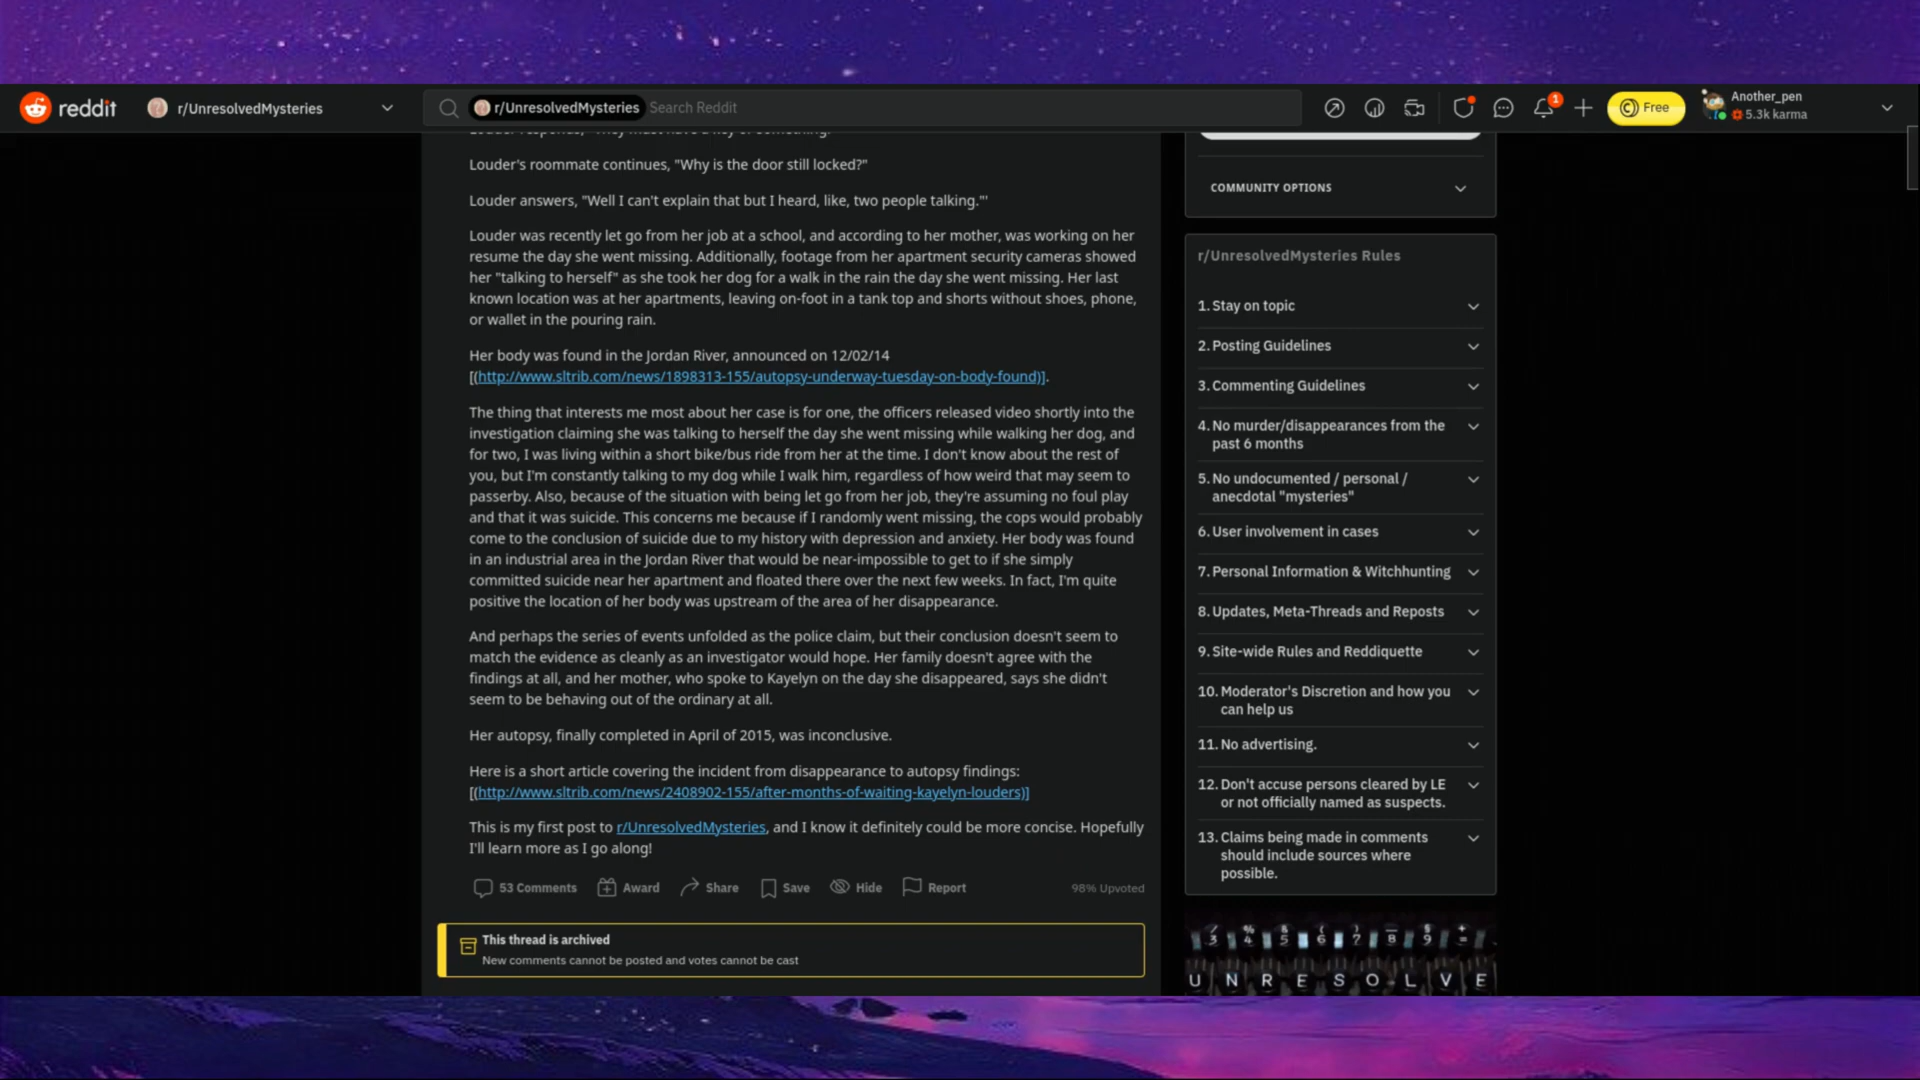 reddit
r/UnresolvedMysteries
r/UnresolvedMysteries Search Reddit
1
Free
Another_pen
5.3k karma
Louder's roommate continues, "Why is the door still locked?"
Louder answers, "Well I can't explain that but I heard, like, two people talking."'
Louder was recently let go from her job at a school, and according to her mother, was working on her
resume the day she went missing. Additionally, footage from her apartment security cameras showed
her "talking to herself" as she took her dog for a walk in the rain the day she went missing. Her last
known location was at her apartments, leaving on-foot in a tank top and shorts without shoes, phone,
or wallet in the pouring rain.
Her body was found in the Jordan River, announced on 12/02/14
[(http://www.sltrib.com/news/1898313-155/autopsy-underway-tuesday-on-body-found)].
The thing that interests me most about her case is for one, the officers released video shortly into the
investigation claiming she was talking to herself the day she went missing while walking her dog, and
for two, I was living within a short bike/bus ride from her at the time. I don't know about the rest of
you, but I'm constantly talking to my dog while I walk him, regardless of how weird that may seem to
passerby. Also, because of the situation with being let go from her job, they're assuming no foul play
and that it was suicide. This concerns me because if I randomly went missing, the cops would probably
come to the conclusion of suicide due to my history with depression and anxiety. Her body was found
in an industrial area in the Jordan River that would be near-impossible to get to if she simply
committed suicide near her apartment and floated there over the next few weeks. In fact, I'm quite
positive the location of her body was upstream of the area of her disappearance.
And perhaps the series of events unfolded as the police claim, but their conclusion doesn't seem to
match the evidence as cleanly as an investigator would hope. Her family doesn't agree with the
findings at all, and her mother, who spoke to Kayelyn on the day she disappeared, says she didn't
seem to be behaving out of the ordinary at all.
Her autopsy, finally completed in April of 2015, was inconclusive.
Here is a short article covering the incident from disappearance to autopsy findings:
[(http://www.sltrib.com/news/2408902-155/after-months-of-waiting-kayelyn-louders)]
This is my first post to r/UnresolvedMysteries, and I know it definitely could be more concise. Hopefully
I'll learn more as I go along!
53 Comments Award Share Save Hide Report 98% Upvoted
This thread is archived
New comments cannot be posted and votes cannot be cast
COMMUNITY OPTIONS
r/UnresolvedMysteries Rules
1. Stay on topic
2. Posting Guidelines
3. Commenting Guidelines
4. No murder/disappearances from the
past 6 months
5. No undocumented / personal /
anecdotal "mysteries"
6. User involvement in cases
7. Personal Information & Witchhunting
8. Updates, Meta-Threads and Reposts
9. Site-wide Rules and Reddiquette
10. Moderator's Discretion and how you
can help us
11. No advertising.
12. Don't accuse persons cleared by LE
or not officially named as suspects.
13. Claims being made in comments
should include sources where
possible.
UNRESOLVE